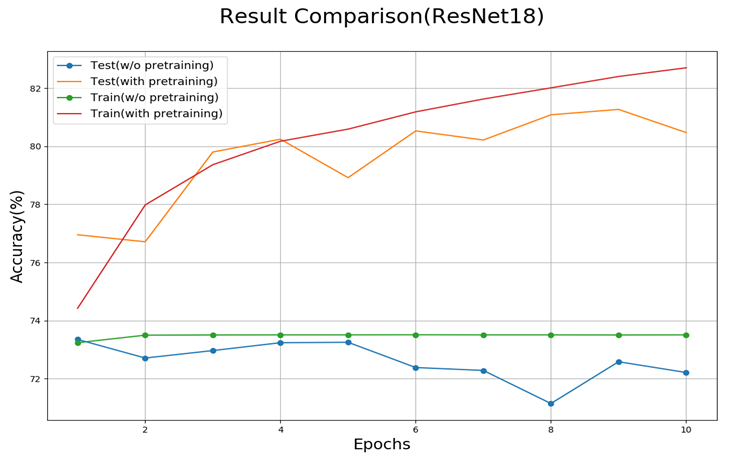 Result Comparison(ResNet18)
Test(w/o pretraining)
Test(with pretraining)
Train(w/o pretraining)
Train(with pretraining)
Accuracy(%)
82
80
78
76
74
72
2 4 6 8 10
Epochs